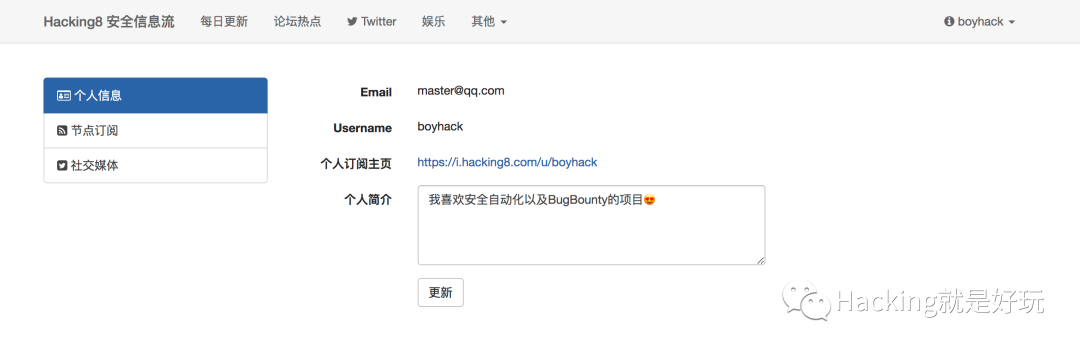 Hacking8 安全信息流 每日更新 论坛热点 Twitter 娱乐 其他 boyhack
个人信息
节点订阅
社交媒体
Email master@qq.com
Username boyhack
个人订阅主页 https://i.hacking8.com/u/boyhack
个人简介 我喜欢安全自动化以及BugBounty的项目😍
更新
Hacking就是好玩